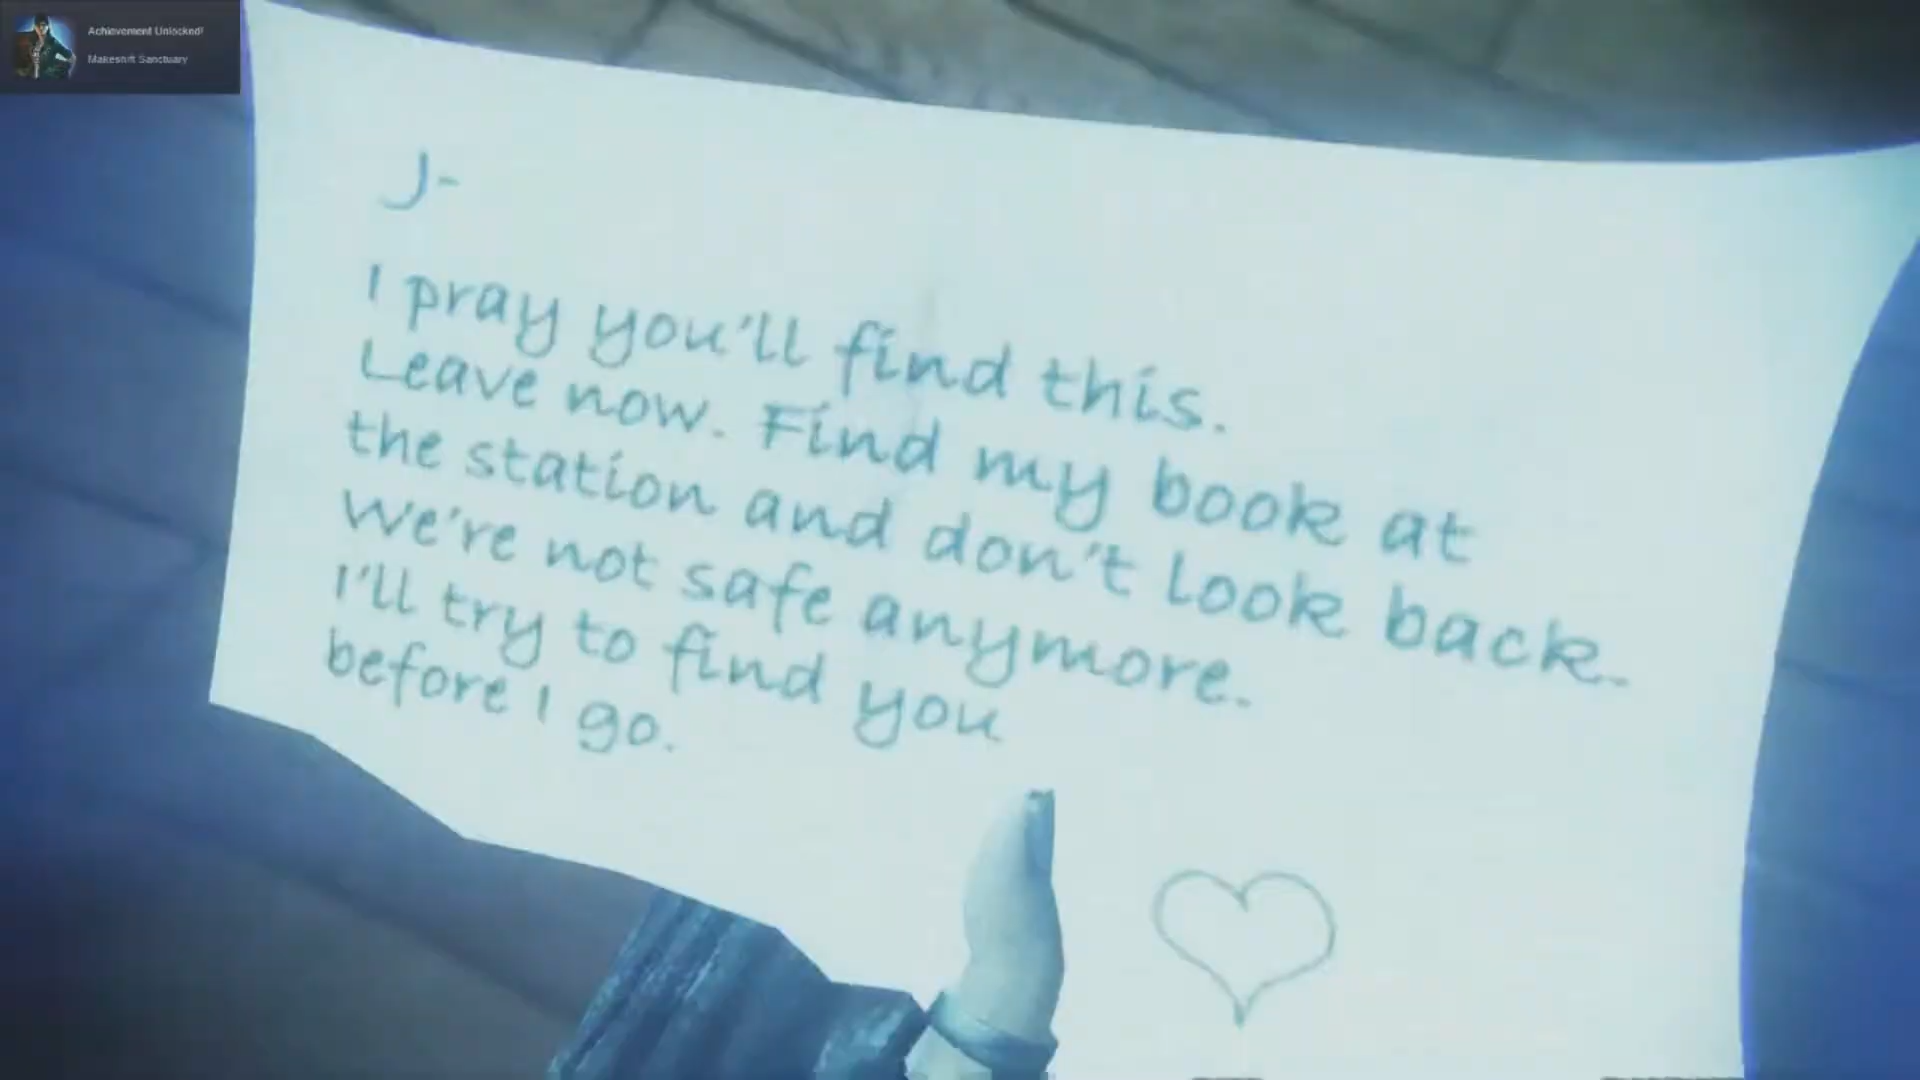 Achievement Unlocked!
Makeshift Sanctuary
J-
I pray you'll find this.
Leave now. Find my book at
the station and don't look back.
We're not safe anymore.
I'll try to find you
before I go.